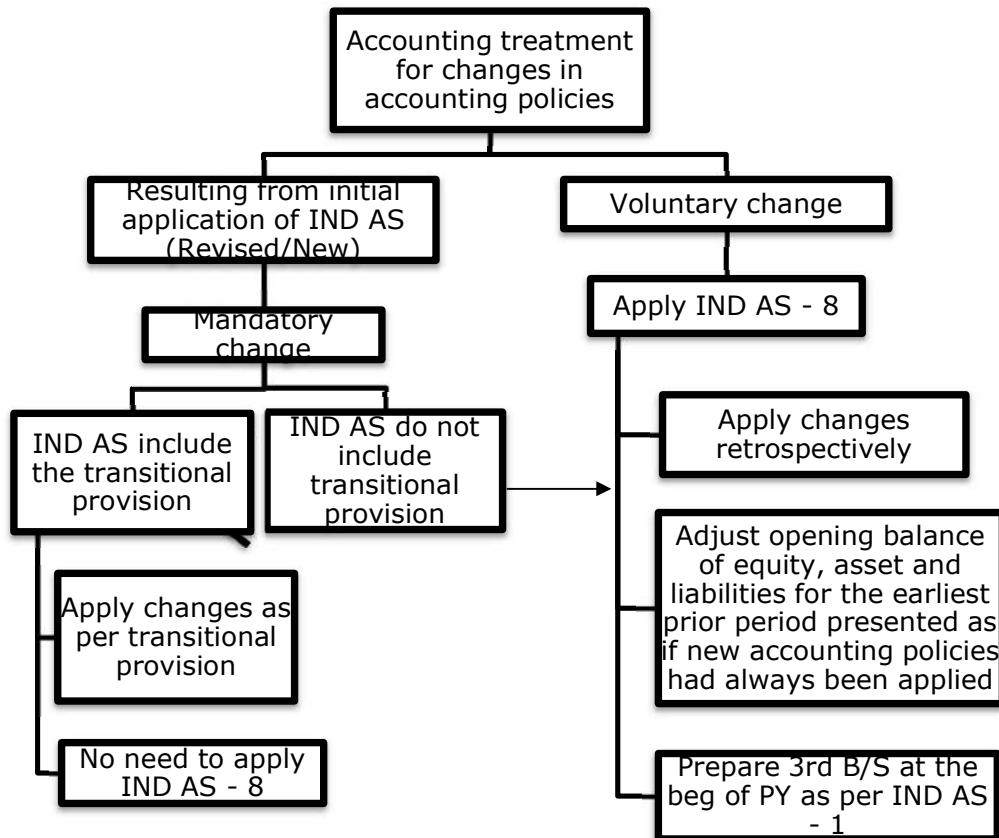 Accounting treatment
for changes in
accounting policies
Resulting from initial
application of IND AS
(Revised/New)
Mandatory
change
IND AS include
the transitional
provision
Apply changes as
per transitional
provision
No need to apply
IND AS - 8
IND AS do not
include
transitional
provision
Voluntary change
Apply IND AS - 8
Apply changes
retrospectively
Adjust opening balance
of equity, asset and
liabilities for the earliest
prior period presented as
if new accounting policies
had always been applied
Prepare 3rd B/S at the
beg of PY as per IND AS
- 1